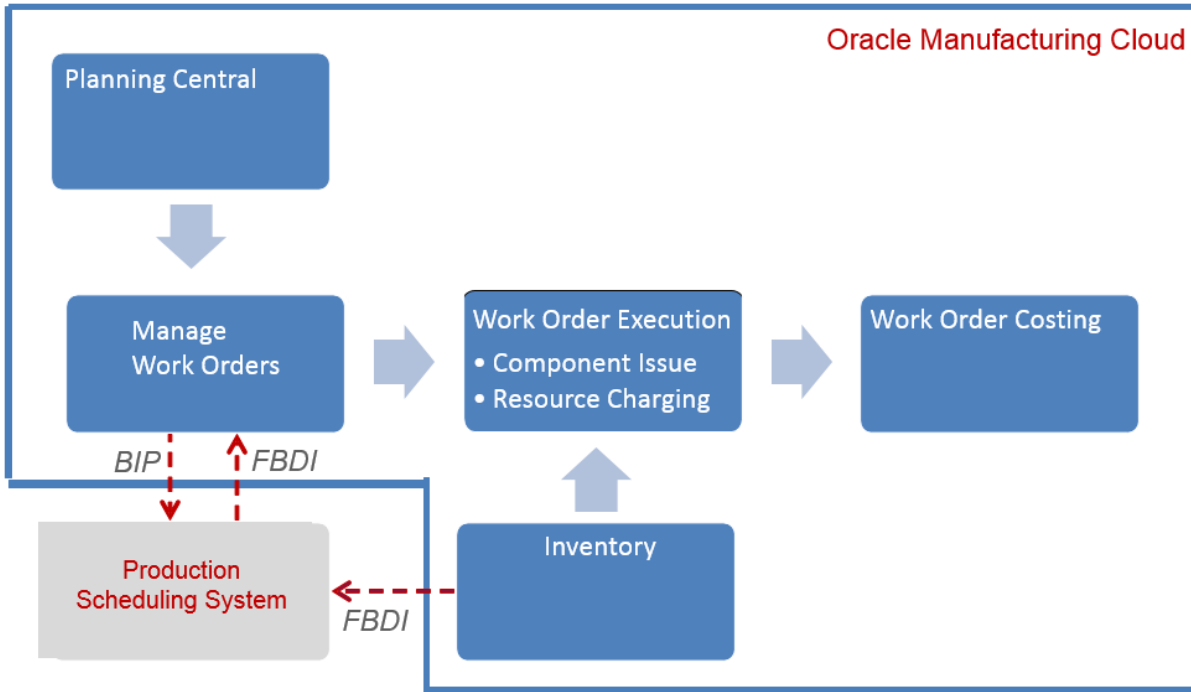 Oracle Manufacturing Cloud
Planning Central
Manage
Work Orders
Work Order Execution
• Component Issue
• Resource Charging
Work Order Costing
BIP
FBDI
Production
Scheduling System
FBDI
Inventory